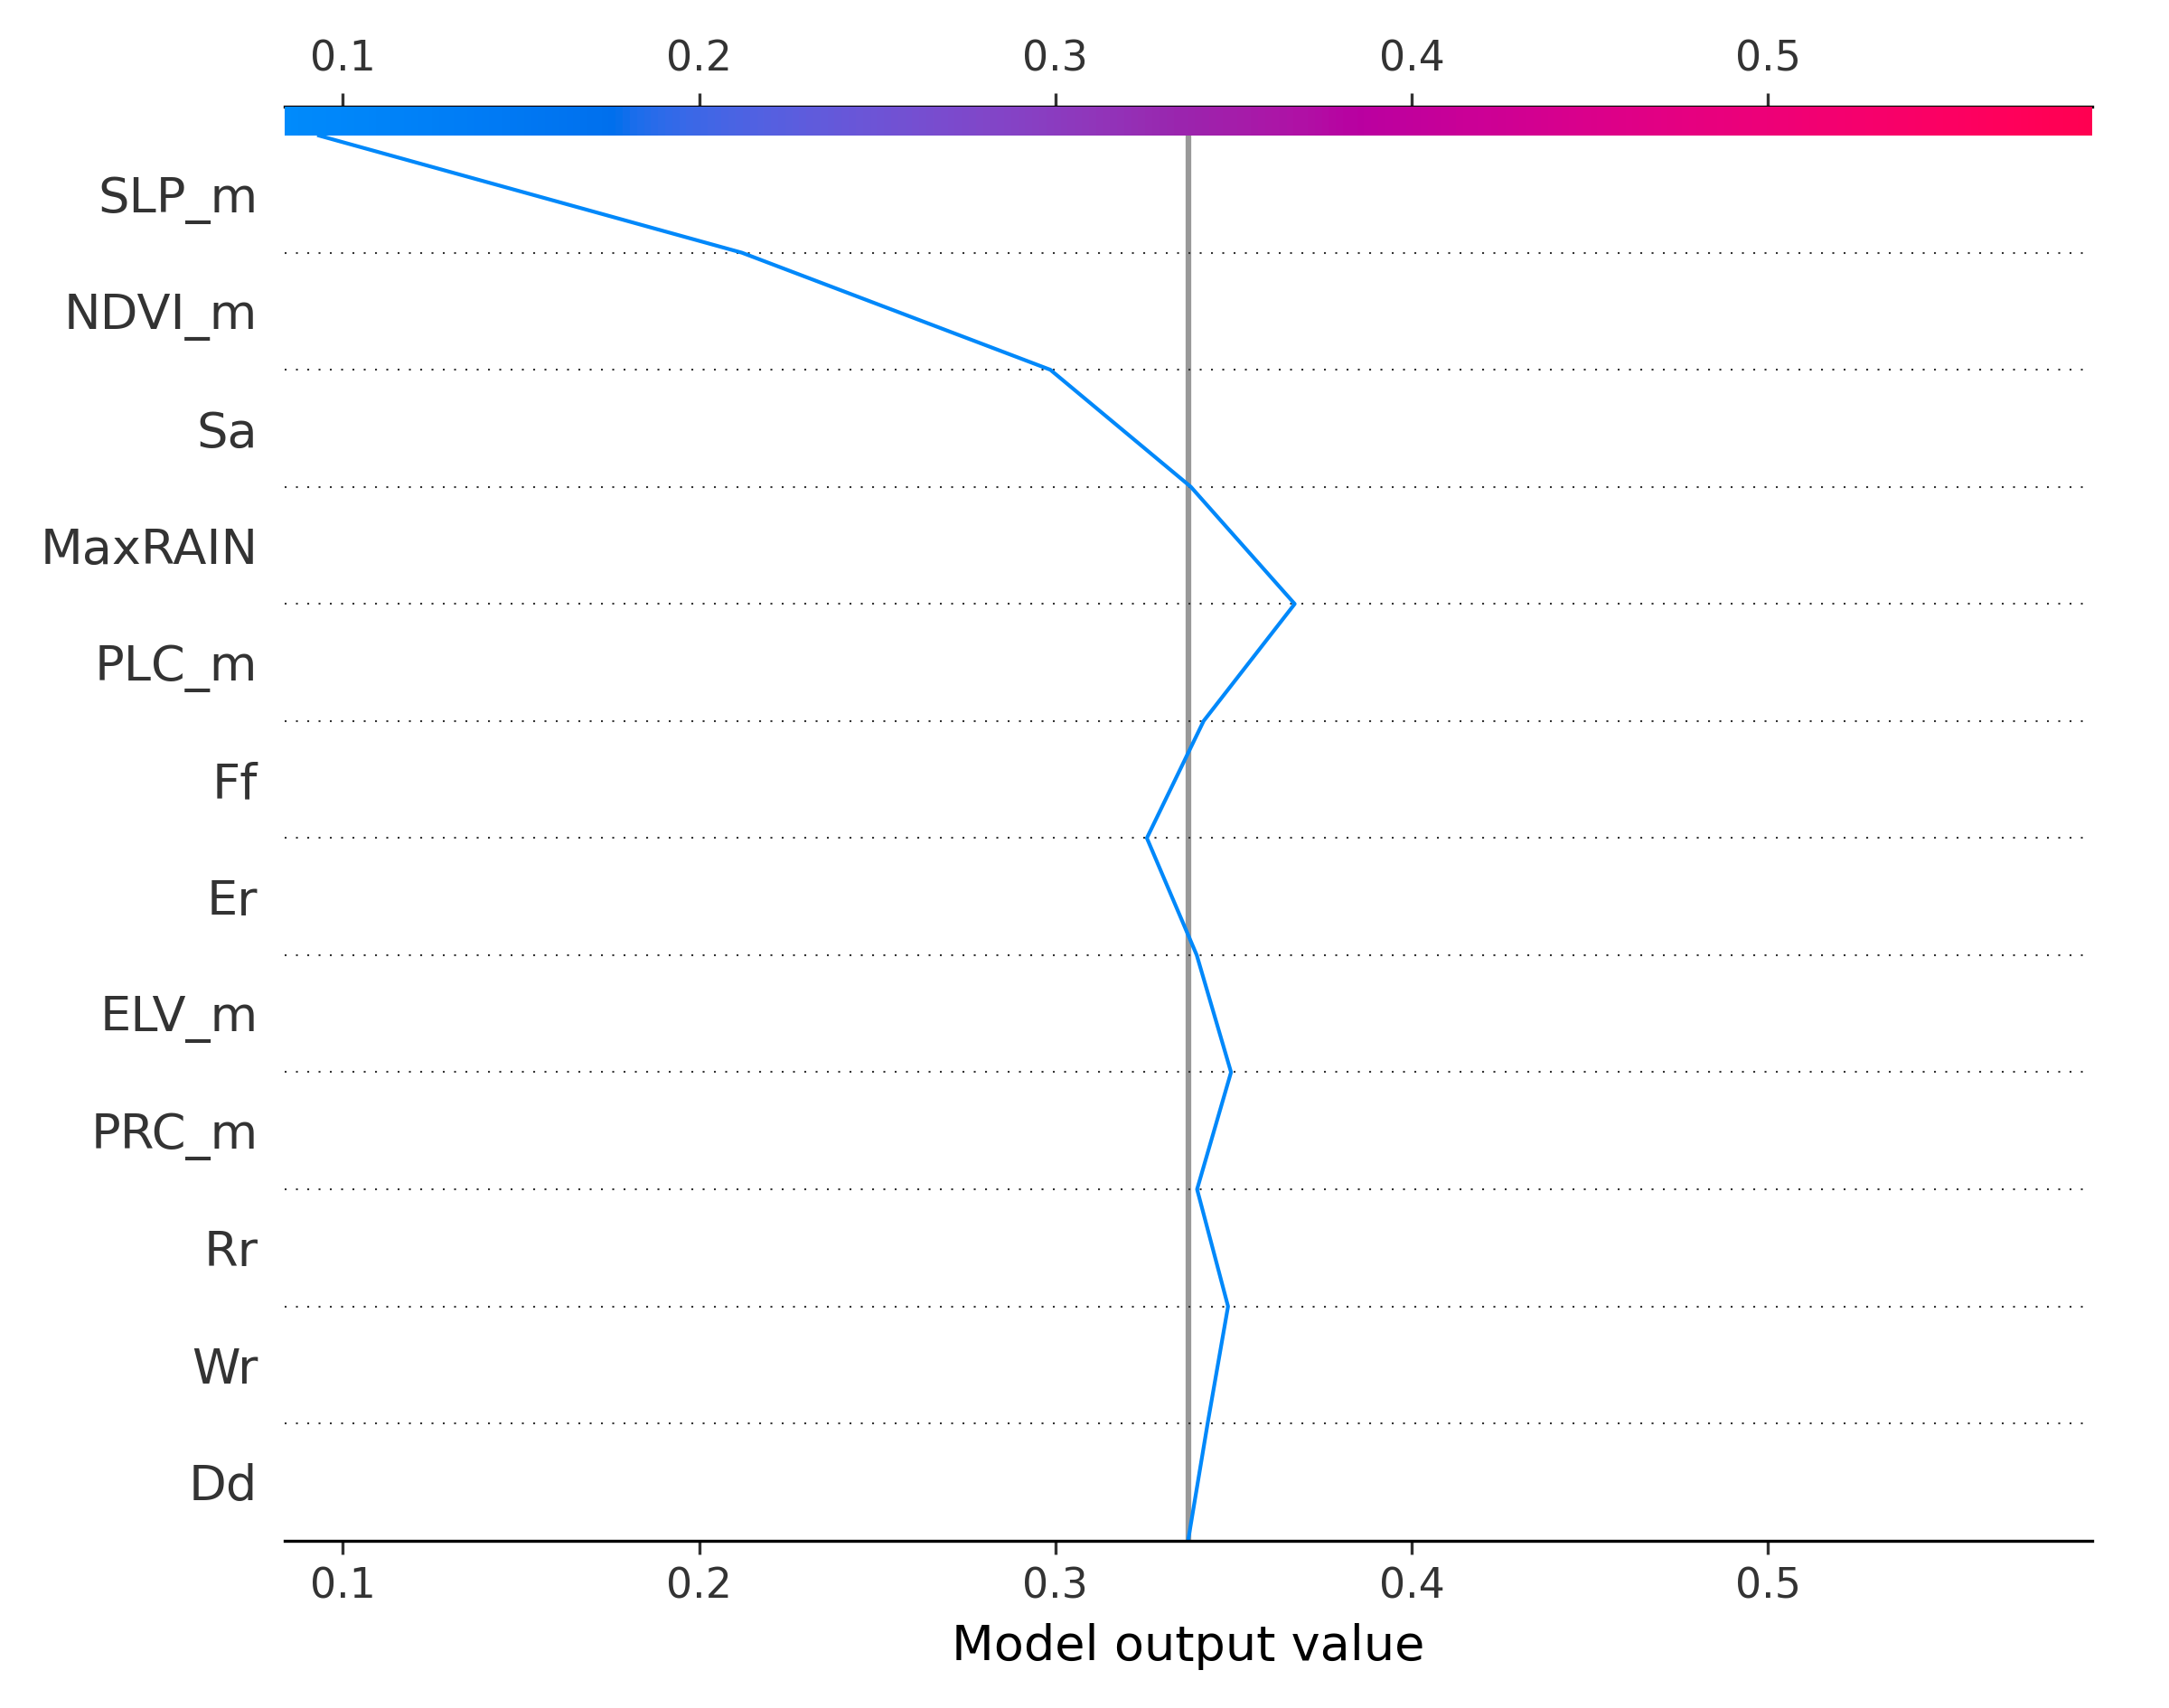 0.1 0.2 0.3 0.4 0.5
SLP_m
NDVI_m
Sa
MaxRAIN
PLC_m
Ff
Er
ELV_m
PRC_m
Rr
Wr
Dd
0.1 0.2 0.3 0.4 0.5
Model output value